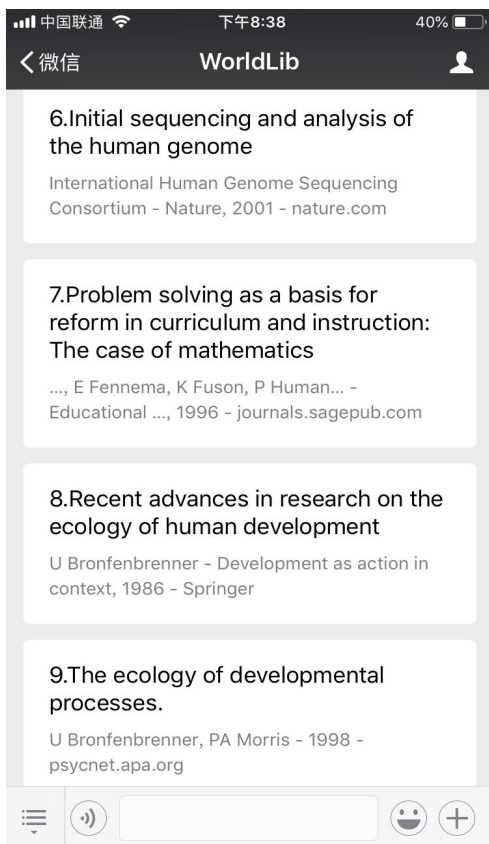 中国联通 下午8:38 40%
微信 WorldLib
6.Initial sequencing and analysis of
the human genome
International Human Genome Sequencing
Consortium - Nature, 2001 - nature.com
7.Problem solving as a basis for
reform in curriculum and instruction:
The case of mathematics
..., E Fennema, K Fuson, P Human... -
Educational ..., 1996 - journals.sagepub.com
8.Recent advances in research on the
ecology of human development
U Bronfenbrenner - Development as action in
context, 1986 - Springer
9.The ecology of developmental
processes.
U Bronfenbrenner, PA Morris - 1998 -
psycnet.apa.org